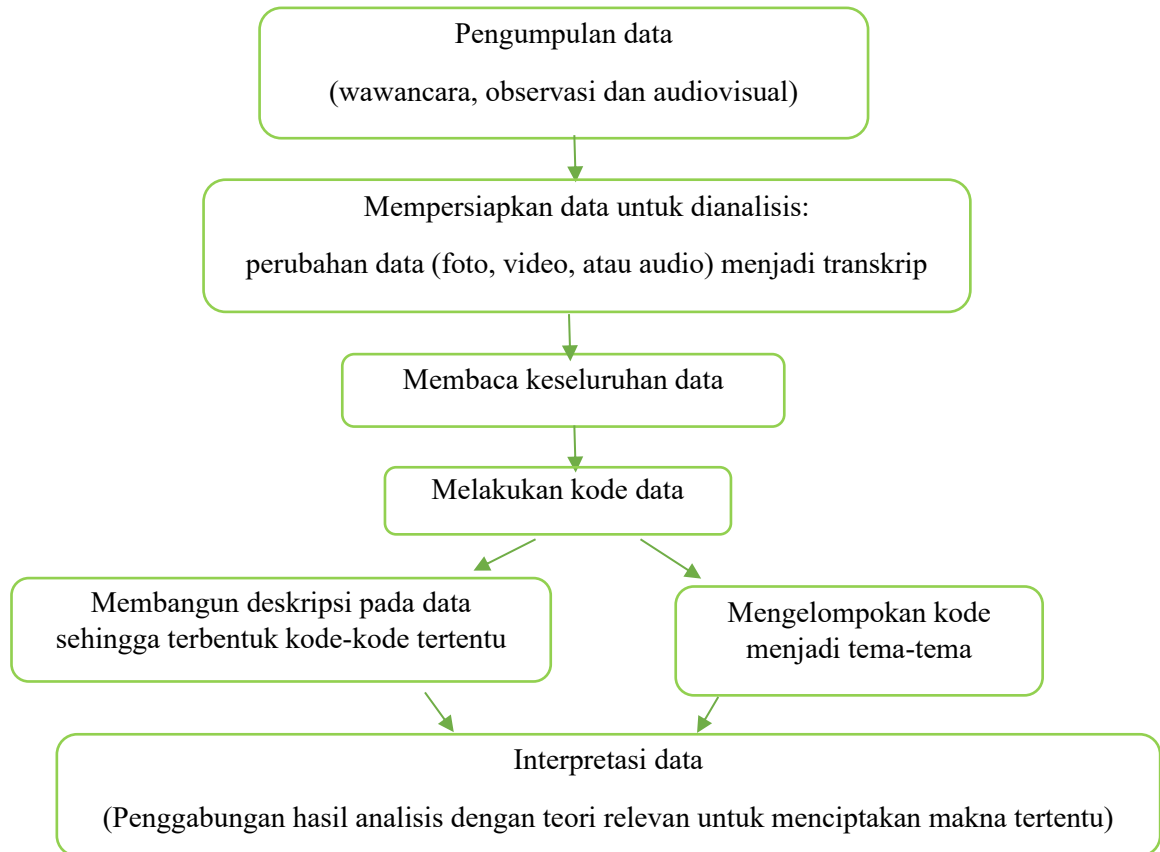 Pengumpulan data
(wawancara, observasi dan audiovisual)
Mempersiapkan data untuk dianalisis:
perubahan data (foto, video, atau audio) menjadi transkrip
Membaca keseluruhan data
Melakukan kode data
Membangun deskripsi pada data
sehingga terbentuk kode-kode tertentu
Mengelompokan kode
menjadi tema-tema
Interpretasi data
(Penggabungan hasil analisis dengan teori relevan untuk menciptakan makna tertentu)